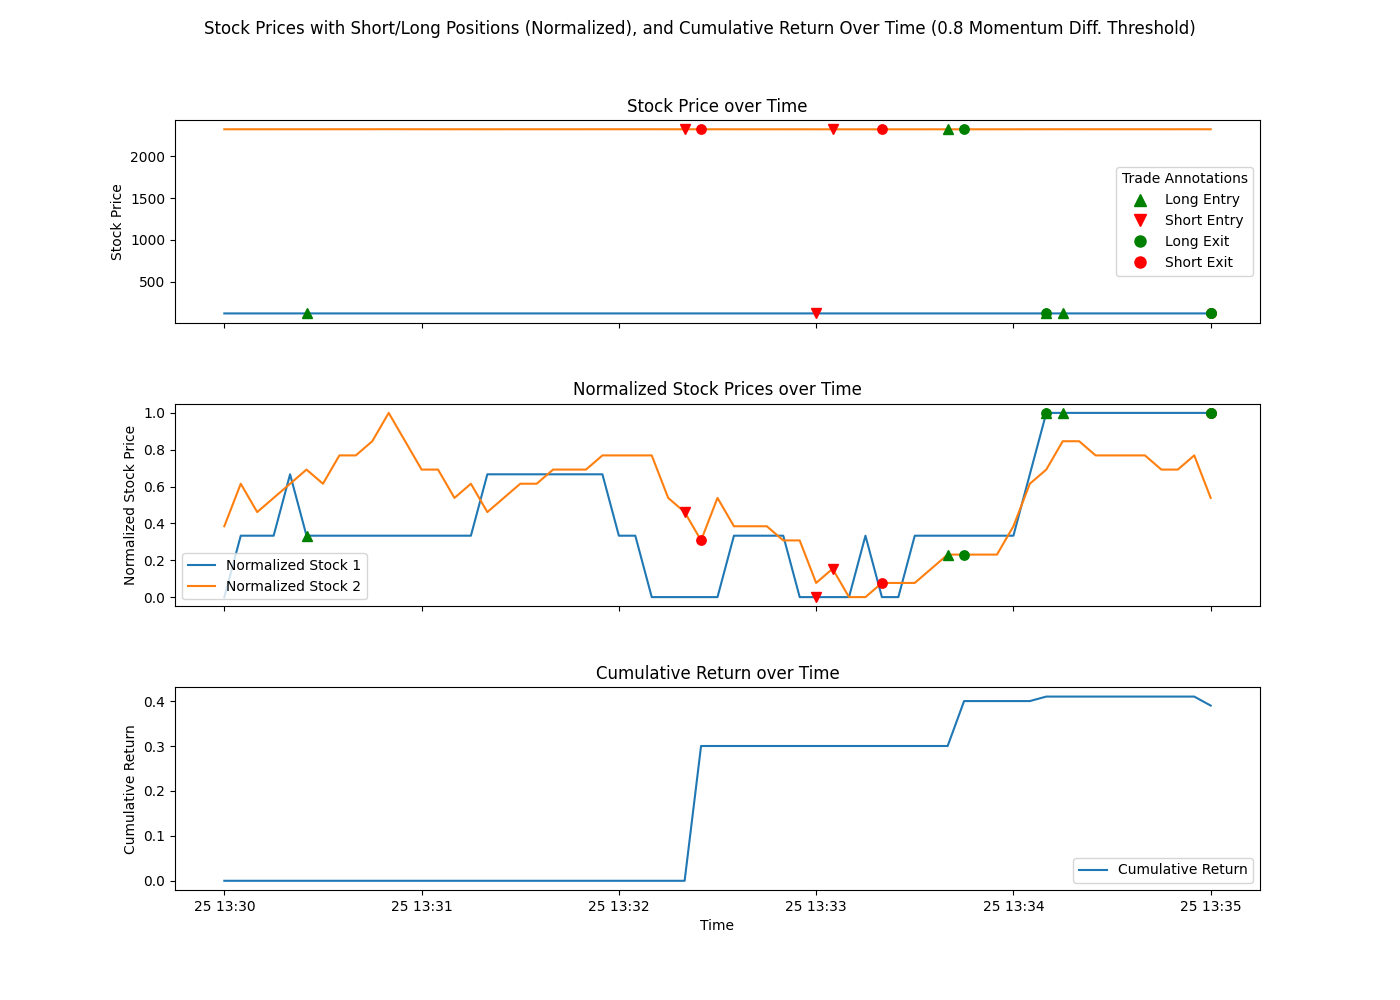 Stock Prices with Short/Long Positions (Normalized), and Cumulative Return Over Time (0.8 Momentum Diff. Threshold)
Stock Price over Time
Stock Price
2000
1500
1000
500
Trade Annotations
Long Entry
Short Entry
Long Exit
Short Exit
Normalized Stock Prices over Time
Normalized Stock Price
1.0
0.8
0.6
0.4
0.2
0.0
Normalized Stock 1
Normalized Stock 2
Cumulative Return over Time
Cumulative Return
0.4
0.3
0.2
0.1
0.0
Cumulative Return
25 13:30 25 13:31 25 13:32 25 13:33 25 13:34 25 13:35
Time